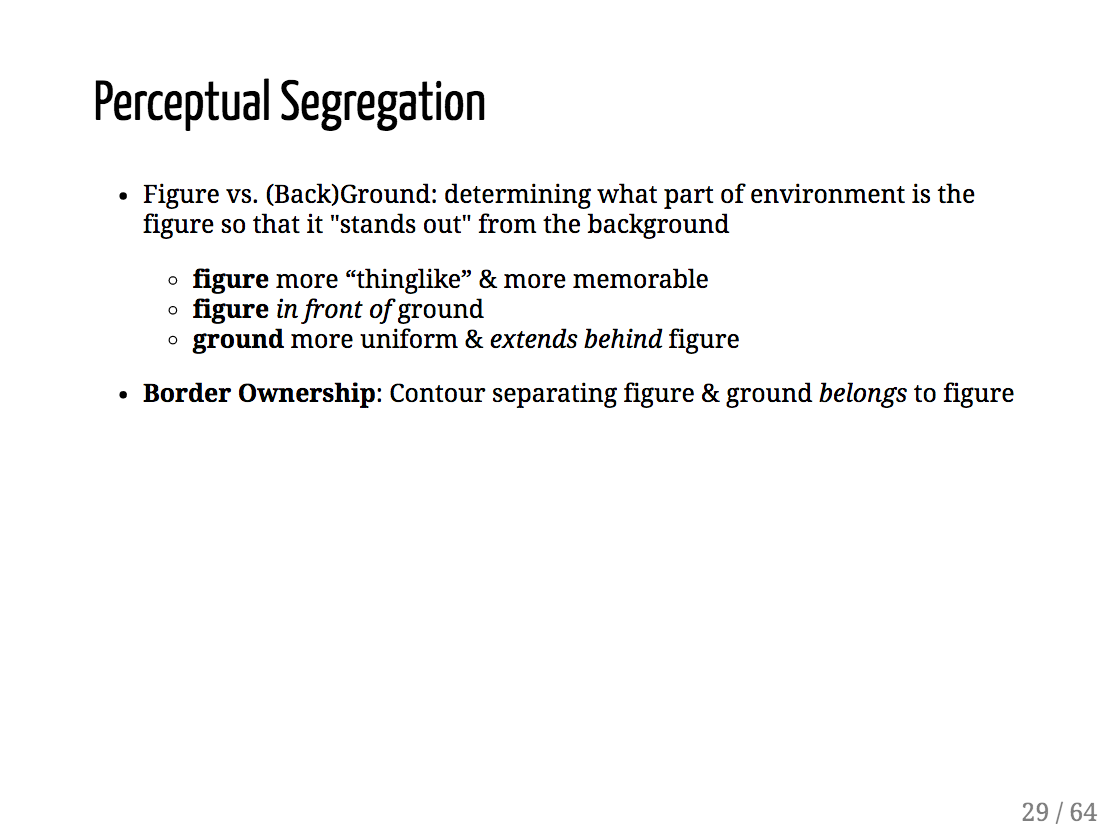 Perceptual Segregation
• Figure vs. (Back)Ground: determining what part of environment is the
figure so that it "stands out" from the background
◦ figure more “thinglike” & more memorable
◦ figure in front of ground
◦ ground more uniform & extends behind figure
• Border Ownership: Contour separating figure & ground belongs to figure
29 / 64